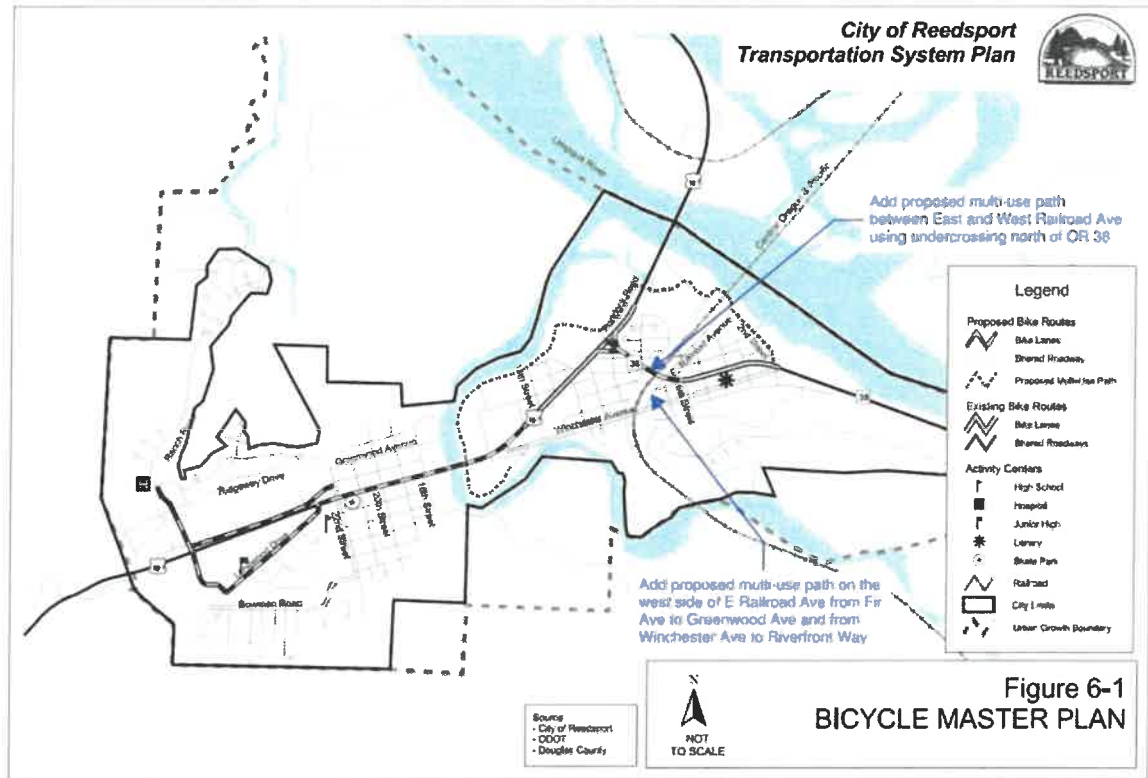 City of Reedsport
Transportation System Plan
REEDSPORT
Umpqua River
Add proposed multi-use path
between East and West Railroad Ave
using undercrossing north of OR 38
Legend
Proposed Bike Routes
Bike Lanes
Shared Roadway
Proposed Multi-Use Path
Existing Bike Routes
Bike Lanes
Shared Roadways
Activity Centers
High School
Hospital
Junior High
Library
Skate Park
Railroad
City Limits
Urban Growth Boundary
2nd
Avenue
38
38
Street
Winchester Avenue
Ranch
Greenwood Avenue
Ridgeway Drive
22nd Street
20th Street
18th Street
H
Bowman Road
Add proposed multi-use path on the
west side of E Railroad Ave from Fir
Ave to Greenwood Ave and from
Winchester Ave to Riverfront Way
Source
- City of Reedsport
- ODOT
- Douglas County
N
NOT
TO SCALE
Figure 6-1
BICYCLE MASTER PLAN